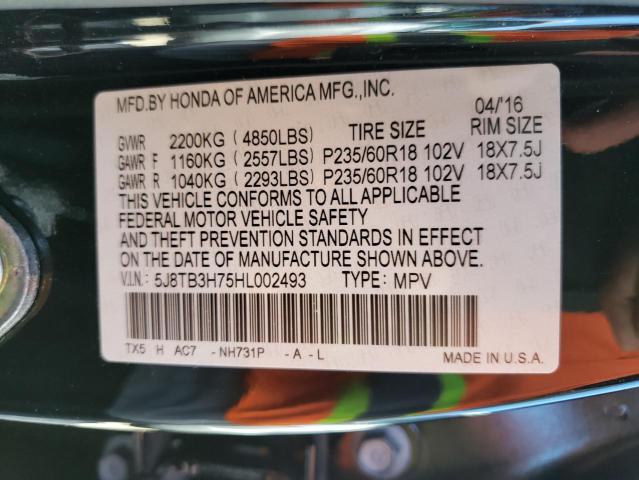 MFD.BY HONDA OF AMERICA MFG.,INC. 04/'16
GVWR 2200KG ( 4850LBS) TIRE SIZE RIM SIZE
GAWR F 1160KG ( 2557LBS) P235/60R18 102V 18X7.5J
GAWR R 1040KG ( 2293LBS) P235/60R18 102V 18X7.5J
THIS VEHICLE CONFORMS TO ALL APPLICABLE
FEDERAL MOTOR VEHICLE SAFETY
AND THEFT PREVENTION STANDARDS IN EFFECT
ON THE DATE OF MANUFACTURE SHOWN ABOVE.
V.I.N.: 5J8TB3H75HL002493 TYPE: MPV
TX5 H AC7 - NH731P - A - L MADE IN U.S.A.